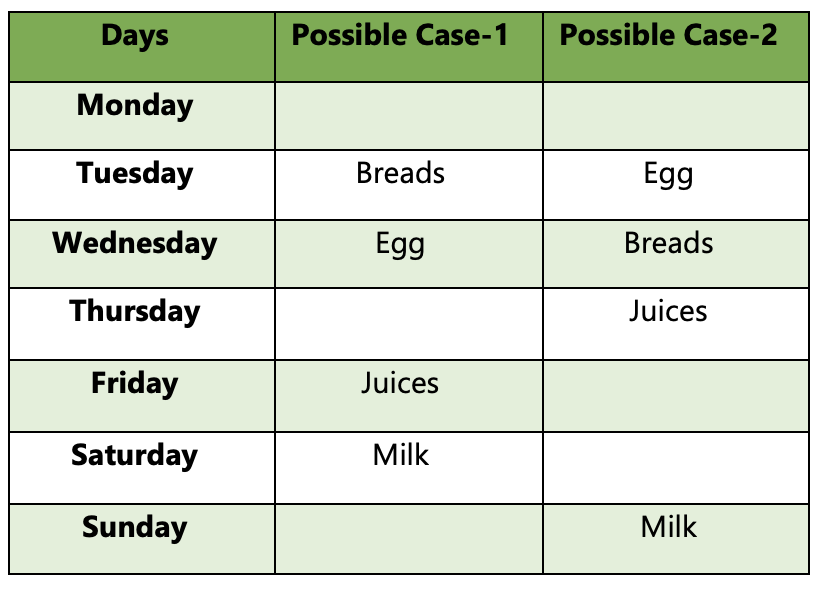 Days Possible Case-1 Possible Case-2
Monday
Tuesday Breads Egg
Wednesday Egg Breads
Thursday Juices
Friday Juices
Saturday Milk
Sunday Milk